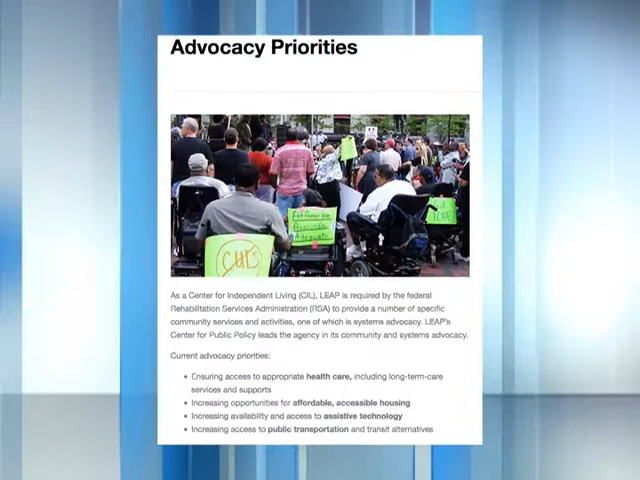 Advocacy Priorities
CUTS
Affordable
Accessible
Adequate
As a Center for Independent Living (CIL), LEAP is required by the federal
Rehabilitation Services Administration (RSA) to provide a number of specific
community services and activities, one of which is systems advocacy. LEAP's
Center for Public Policy leads the agency in its community and systems advocacy.
Current advocacy priorities:
• Ensuring access to appropriate health care, including long-term-care
services and supports
• Increasing opportunities for affordable, accessible housing
• Increasing availability and access to assistive technology
• Increasing access to public transportation and transit alternatives